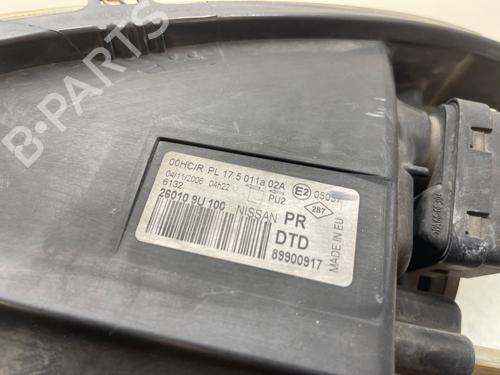 00HC/R PL 17.5 011a 02A E2
04/11/2006 04h22 PU2 287
6132
26010 9U 100 NISSAN PR
DTD
89900917
MADE IN EU
B-PARTS